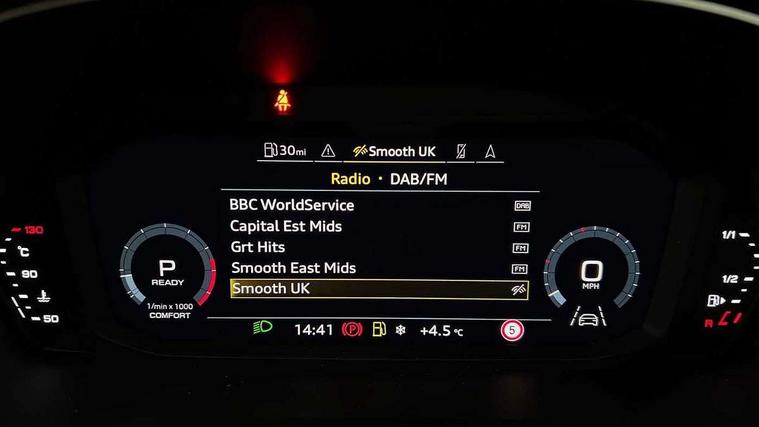 30mi Smooth UK
Radio • DAB/FM
BBC WorldService DAB
Capital Est Mids FM
Grt Hits FM
Smooth East Mids FM
Smooth UK
130
°C
90
50
P
READY
1/min x 1000
COMFORT
0
MPH
1/1
1/2
R
14:41 P +4.5 °C 5